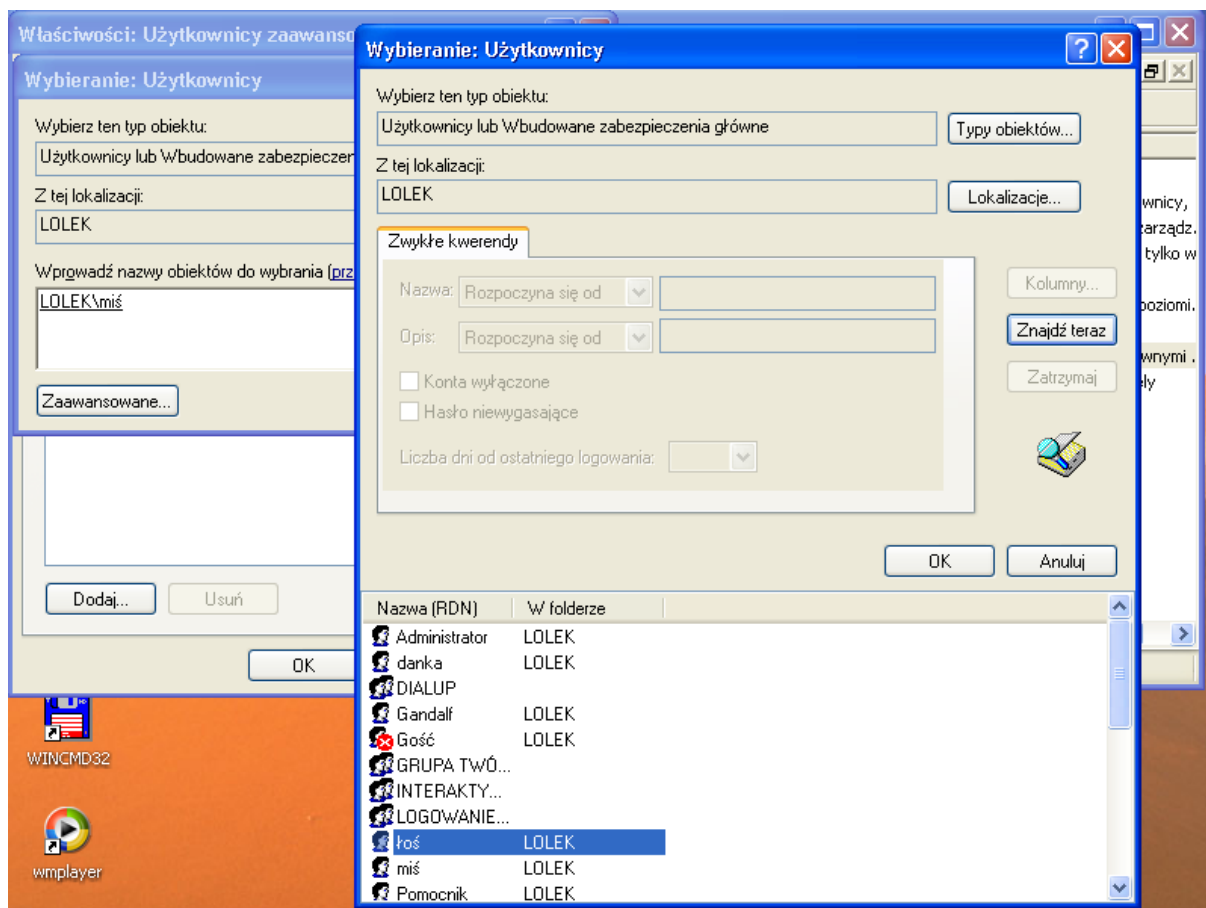 Właściwości: Użytkownicy zaawanso
Wybieranie: Użytkownicy
Wybierz ten typ obiektu:
Użytkownicy lub Wbudowane zabezpieczen
Z tej lokalizacji:
LOLEK
Wprowadź nazwy obiektów do wybrania (prz
LOLEK\miś
Zaawansowane...
Dodaj...
Usuń
OK
WINCMD32
wmplayer
Wybieranie: Użytkownicy
Wybierz ten typ obiektu:
Użytkownicy lub Wbudowane zabezpieczenia główne
Typy obiektów...
Z tej lokalizacji:
LOLEK
Lokalizacje...
Zwykłe kwerendy
Nazwa: Rozpoczyna się od
Opis: Rozpoczyna się od
Konta wyłączone
Hasło niewygasające
Liczba dni od ostatniego logowania:
Kolumny...
Znajdź teraz
Zatrzymaj
OK
Anuluj
Nazwa (RDN) W folderze
Administrator LOLEK
danka LOLEK
DIALUP
Gandalf LOLEK
Gość LOLEK
GRUPA TWÓ...
INTERAKTY...
LOGOWANIE...
łoś LOLEK
miś LOLEK
Pomocnik LOLEK
wnicy,
zarządz.
tylko w
poziomi.
wnymi .
ely